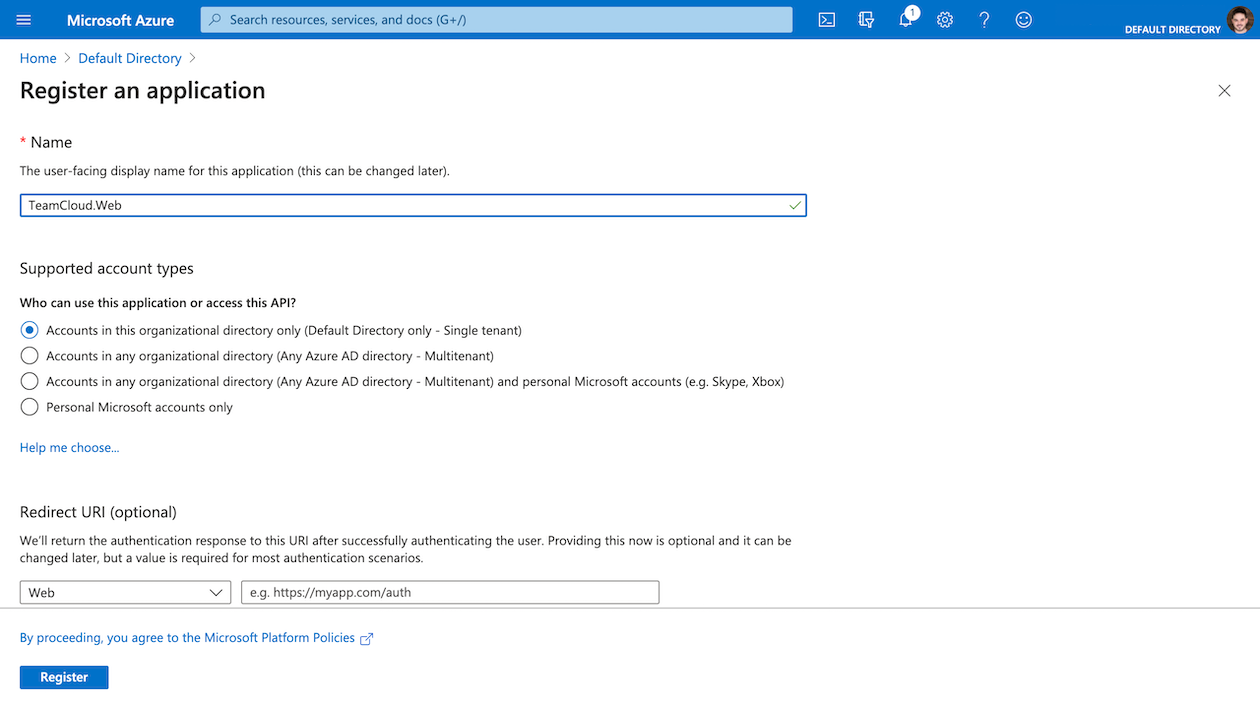 Microsoft Azure
Search resources, services, and docs (G+/)
1
DEFAULT DIRECTORY
Home > Default Directory >
Register an application
* Name
The user-facing display name for this application (this can be changed later).
TeamCloud.Web
Supported account types
Who can use this application or access this API?
Accounts in this organizational directory only (Default Directory only - Single tenant)
Accounts in any organizational directory (Any Azure AD directory - Multitenant)
Accounts in any organizational directory (Any Azure AD directory - Multitenant) and personal Microsoft accounts (e.g. Skype, Xbox)
Personal Microsoft accounts only
Help me choose...
Redirect URI (optional)
We'll return the authentication response to this URI after successfully authenticating the user. Providing this now is optional and it can be
changed later, but a value is required for most authentication scenarios.
Web
e.g. https://myapp.com/auth
By proceeding, you agree to the Microsoft Platform Policies
Register